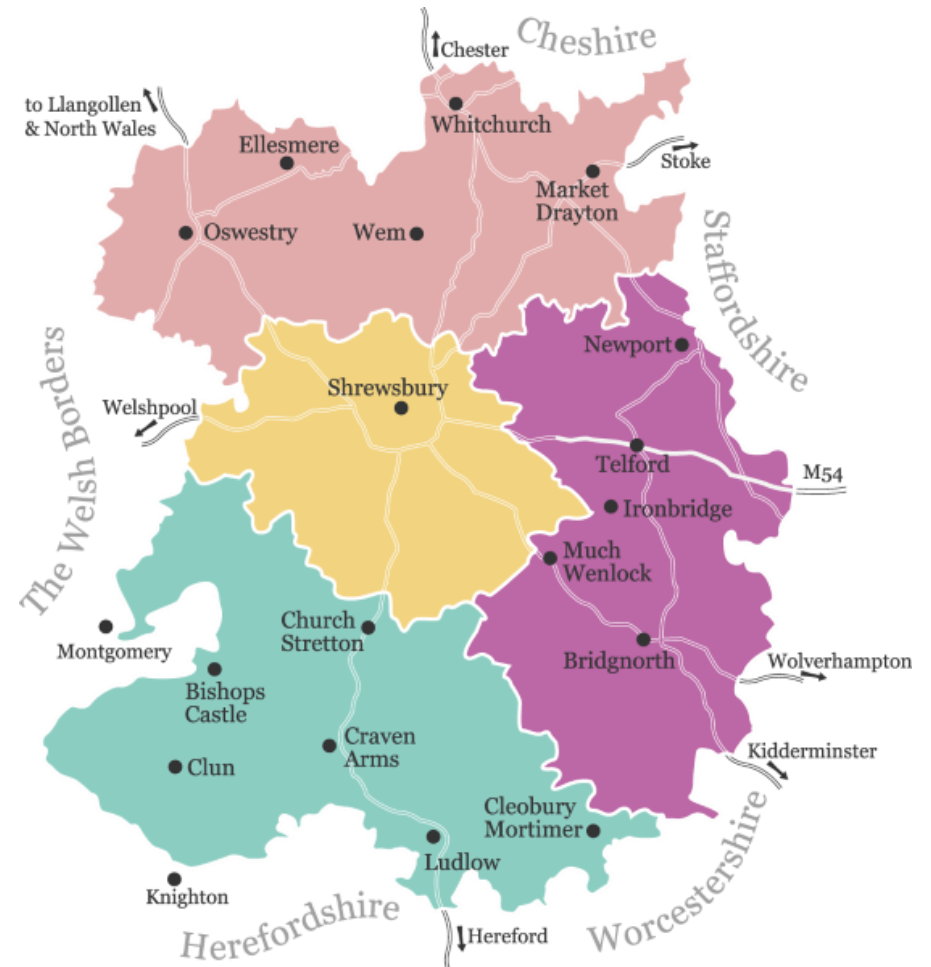 Cheshire
Chester
to Llangollen
& North Wales
Whitchurch
Ellesmere
Stoke
Market
Drayton
Oswestry
Wem
Staffordshire
Newport
The Welsh Borders
Shrewsbury
Welshpool
Telford
M54
Ironbridge
Much
Wenlock
Church
Stretton
Montgomery
Bridgnorth
Wolverhampton
Bishops
Castle
Craven
Arms
Kidderminster
Clun
Cleobury
Mortimer
Ludlow
Knighton
Herefordshire
Hereford
Worcestershire